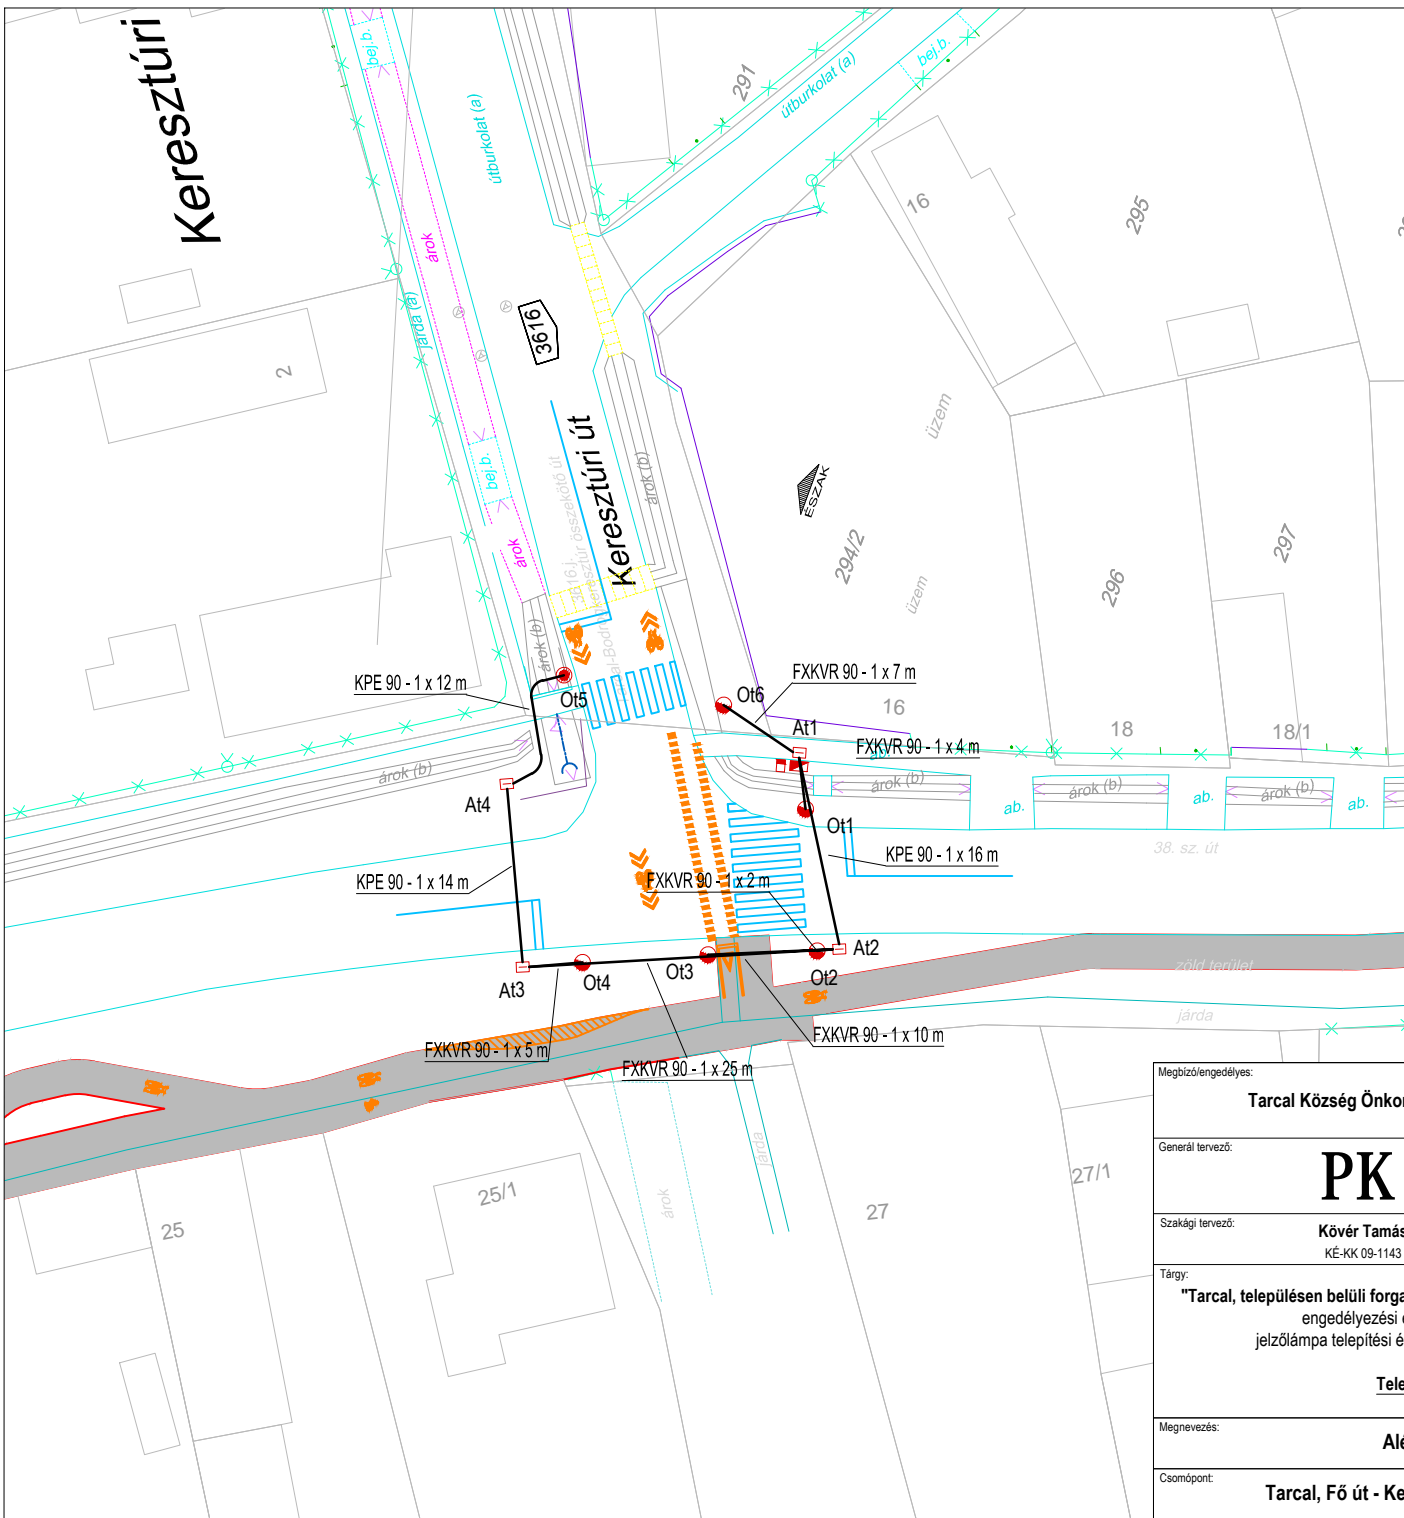 Keresztúri
bej.b.
útburkolat (a)
291
útburkolat (a)
bej.b.
16
295
árok
járda (a)
2
3616
Keresztúri út
árok (b)
üzem
ÉSZAK
294/2
üzem
296
297
bej.b.
árok
árok (b)
KPE 90 - 1 x 12 m
Ot5
Ot6
FXKVR 90 - 1 x 7 m
16
At1
FXKVR 90 - 1 x 4 m
18
18/1
árok (b)
At4
árok (b)
ab.
árok (b)
ab.
árok (b)
ab.
Ot1
38. sz. út
KPE 90 - 1 x 16 m
KPE 90 - 1 x 14 m
FXKVR 90 - 1 x 2 m
At2
At3
Ot4
Ot3
Ot2
zöld terület
járda
FXKVR 90 - 1 x 5 m
FXKVR 90 - 1 x 25 m
FXKVR 90 - 1 x 10 m
járda
árok
25
25/1
27
27/1
Megbízó/engedélyes:
Tarcal Község
Generál tervező:
PK
Szakági tervező:
Kövér Tamás
KÉ-KK 09-1143
Tárgy:
"Tarcal, településen belüli
engedélyezési
jelzőlámpa telepítési
Megnevezés:
Csomópont:
Tarcal, Fő út -